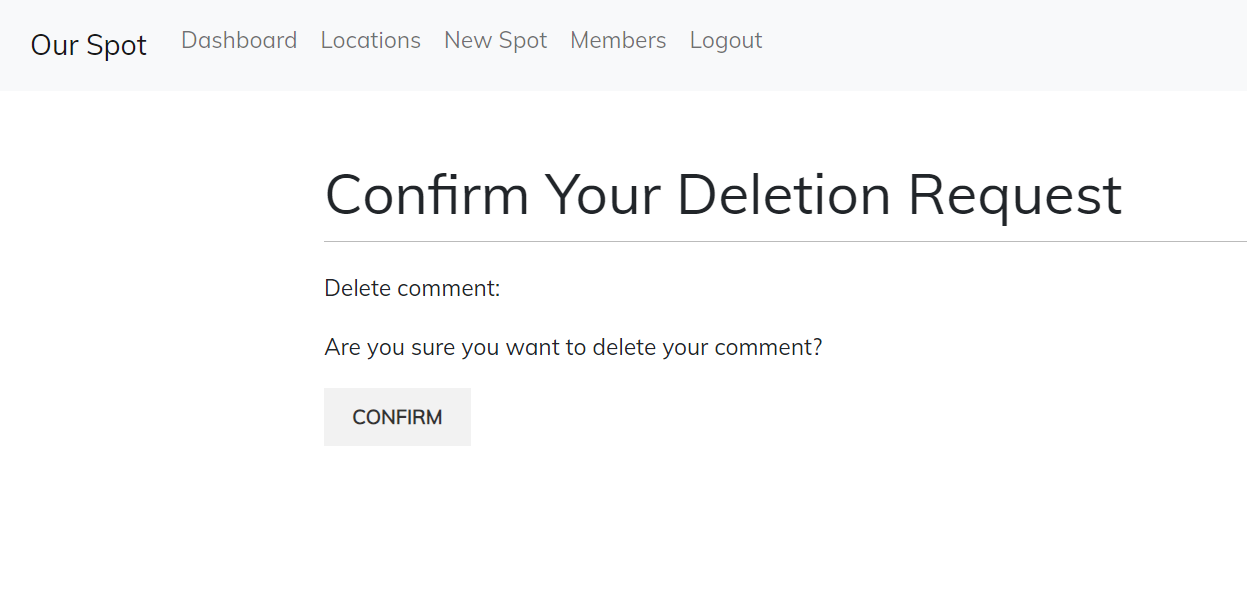 Our Spot Dashboard Locations New Spot Members Logout
Confirm Your Deletion Request
Delete comment:
Are you sure you want to delete your comment?
CONFIRM